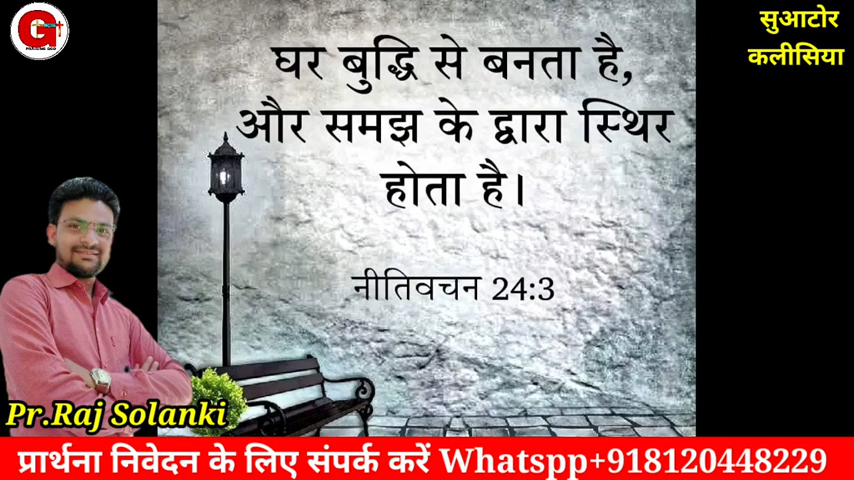 सुआटोर
कलीसिया
घर बुद्धि से बनता है,
और समझ के द्वारा स्थिर
होता है।
नीतिवचन 24:3
Pr.Raj Solanki
प्रार्थना निवेदन के लिए संपर्क करें Whatspp+918120448229